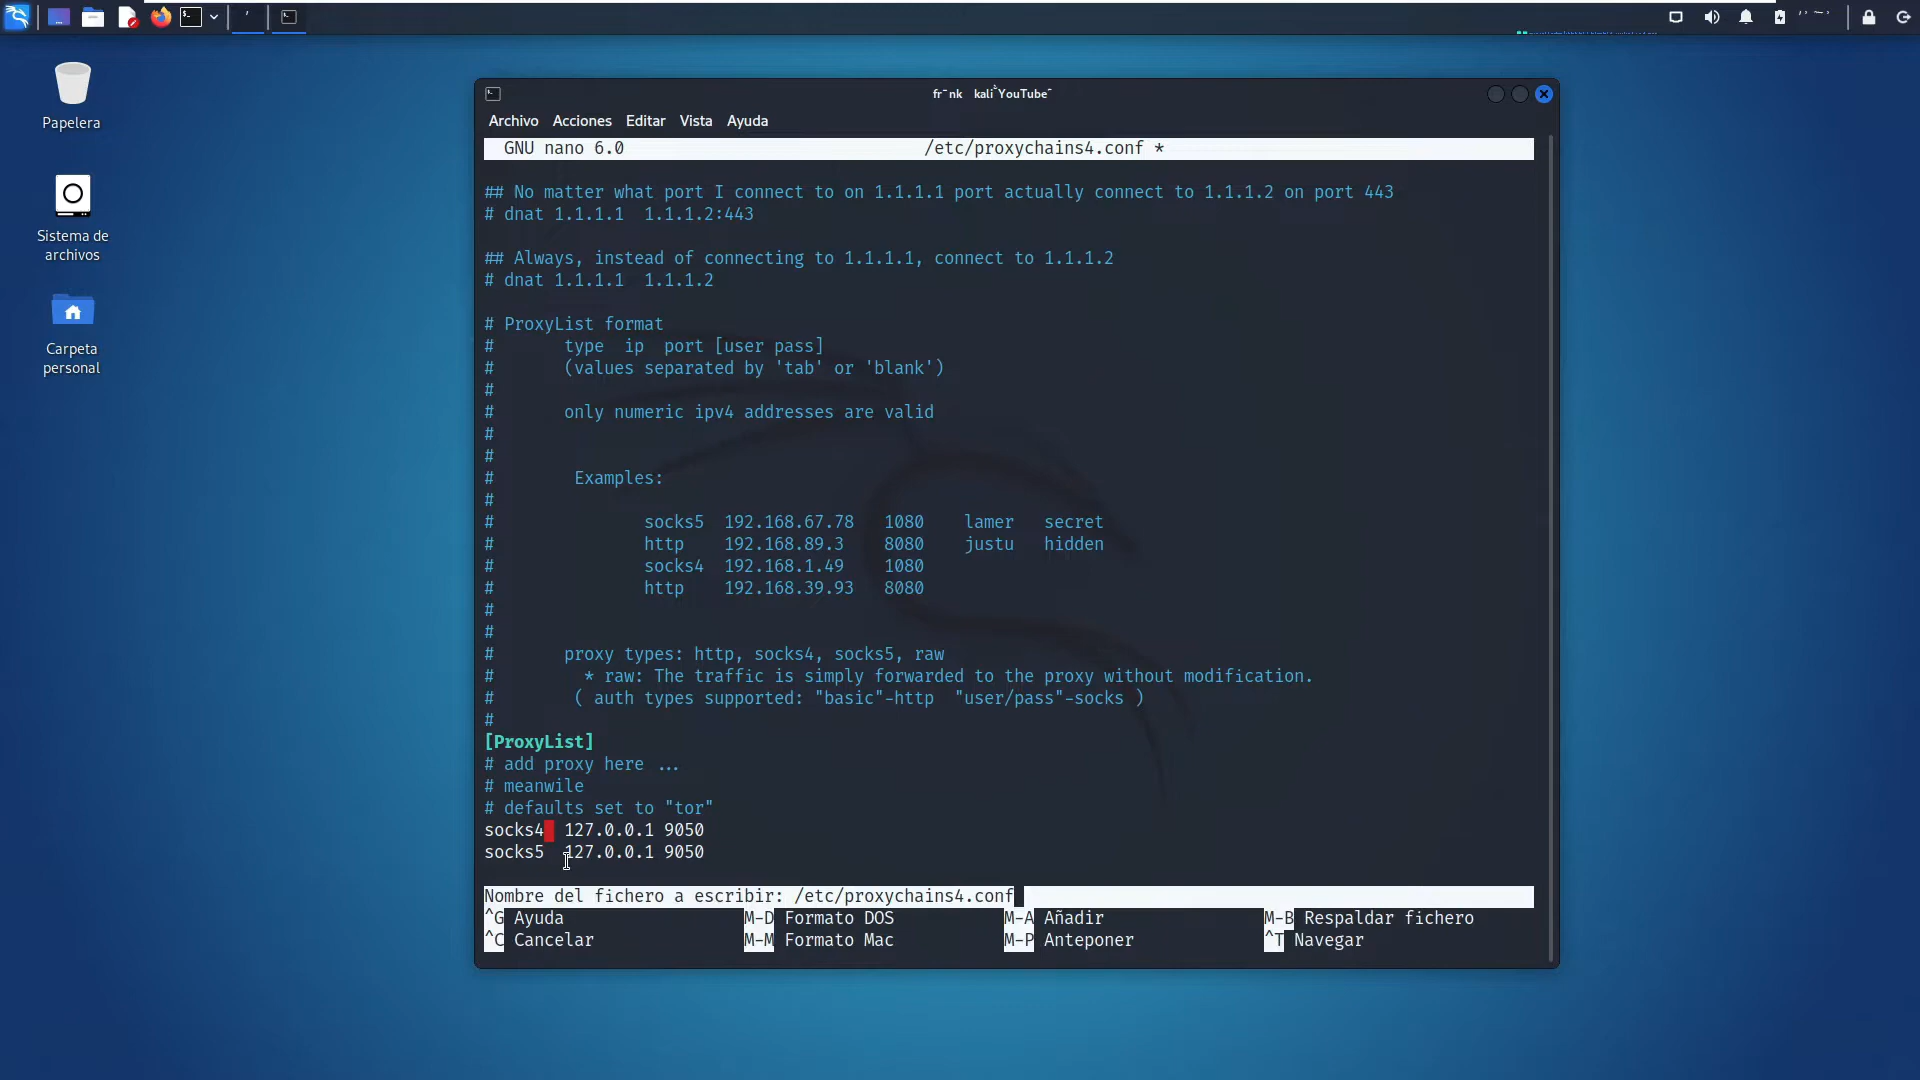 fr nk kali YouTube
Papelera
Sistema de
archivos
Carpeta
personal
Archivo Acciones Editar Vista Ayuda
GNU nano 6.0 /etc/proxychains4.conf *
## No matter what port I connect to on 1.1.1.1 port actually connect to 1.1.1.2 on port 443
# dnat 1.1.1.1 1.1.1.2:443
## Always, instead of connecting to 1.1.1.1, connect to 1.1.1.2
# dnat 1.1.1.1 1.1.1.2
# ProxyList format
# type ip port [user pass]
# (values separated by 'tab' or 'blank')
#
# only numeric ipv4 addresses are valid
#
#
# Examples:
#
# socks5 192.168.67.78 1080 lamer secret
# http 192.168.89.3 8080 justu hidden
# socks4 192.168.1.49 1080
# http 192.168.39.93 8080
#
#
# proxy types: http, socks4, socks5, raw
# * raw: The traffic is simply forwarded to the proxy without modification.
# ( auth types supported: "basic"-http "user/pass"-socks )
#
[ProxyList]
# add proxy here ...
# meanwile
# defaults set to "tor"
socks4 127.0.0.1 9050
socks5 127.0.0.1 9050
Nombre del fichero a escribir: /etc/proxychains4.conf
^G Ayuda M-D Formato DOS M-A Añadir M-B Respaldar fichero
^C Cancelar M-M Formato Mac M-P Anteponer ^T Navegar